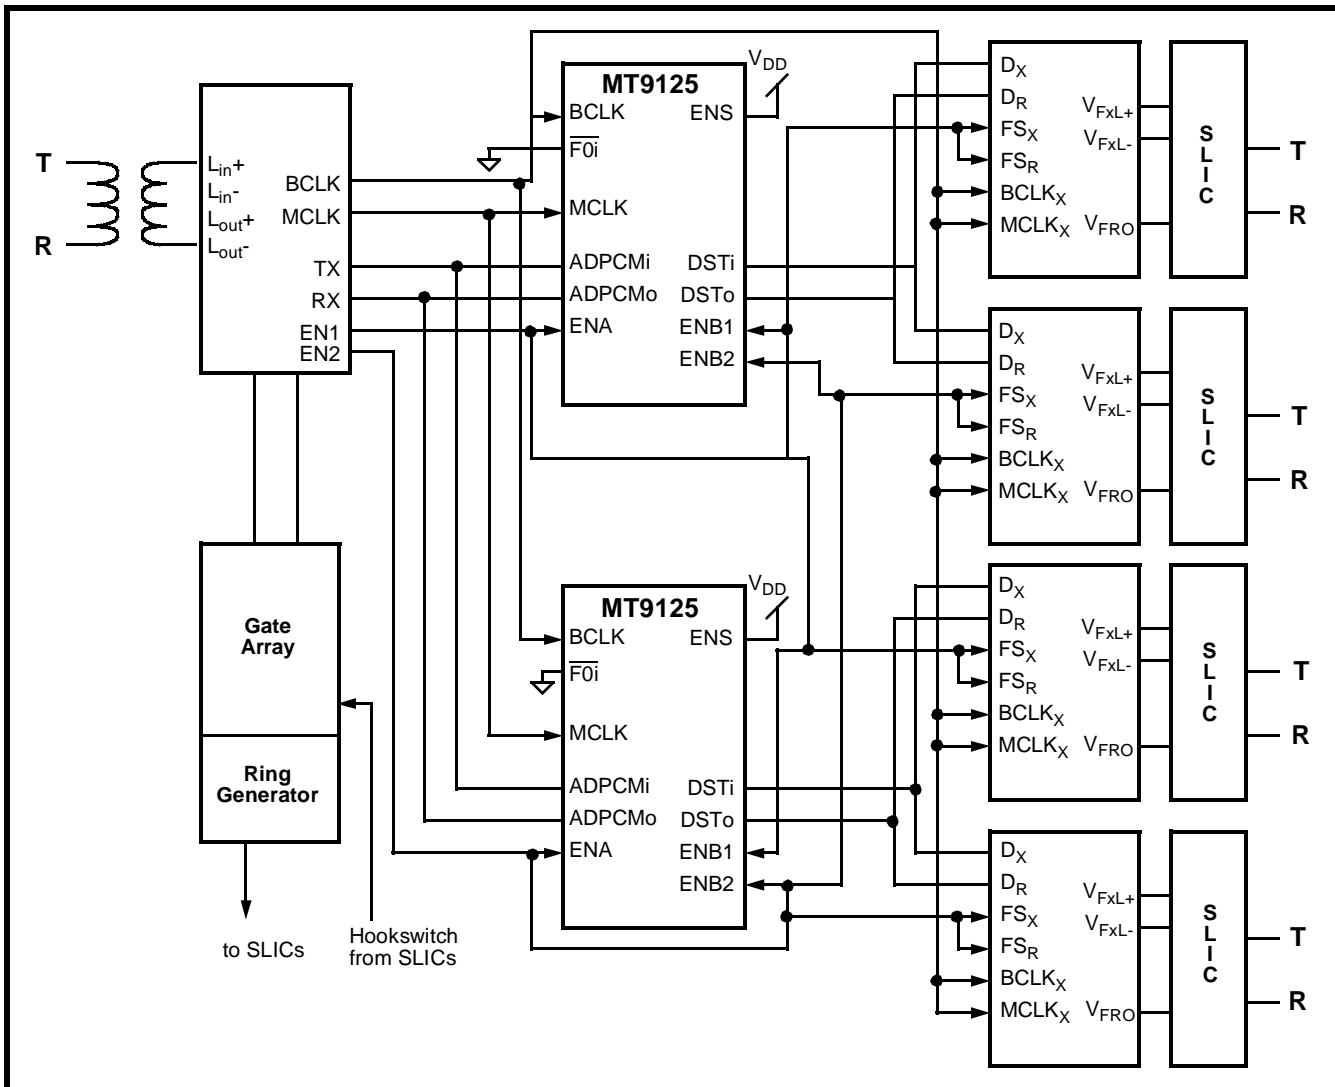 T
R
Lin+
Lin-
Lout+
Lout-
BCLK
MCLK
TX
RX
EN1
EN2
Gate
Array
Ring
Generator
to SLICs
Hookswitch
from SLICs
MT9125
VDD
BCLK
ENS
F0i
MCLK
ADPCMi
DSTi
ADPCMo
DSTo
ENA
ENB1
ENB2
MT9125
VDD
BCLK
ENS
F0i
MCLK
ADPCMi
DSTi
ADPCMo
DSTo
ENA
ENB1
ENB2
DX
DR
FSX
FSR
BCLKX
MCLKX
VFxL+
VFxL-
VFRO
SLIC
T
R
DX
DR
FSX
FSR
BCLKX
MCLKX
VFxL+
VFxL-
VFRO
SLIC
T
R
DX
DR
FSX
FSR
BCLKX
MCLKX
VFxL+
VFxL-
VFRO
SLIC
T
R
DX
DR
FSX
FSR
BCLKX
MCLKX
VFxL+
VFxL-
VFRO
SLIC
T
R